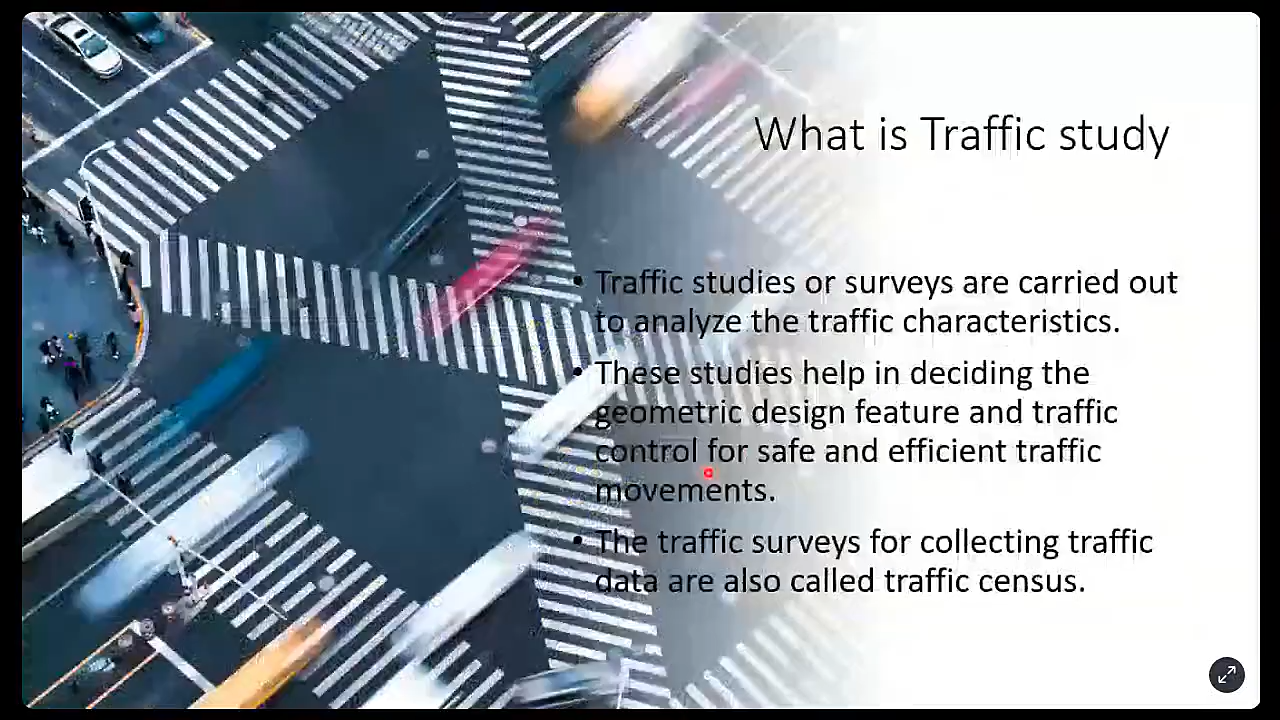 What is Traffic study
• Traffic studies or surveys are carried out
to analyze the traffic characteristics.
• These studies help in deciding the
geometric design feature and traffic
control for safe and efficient traffic
movements.
• The traffic surveys for collecting traffic
data are also called traffic census.